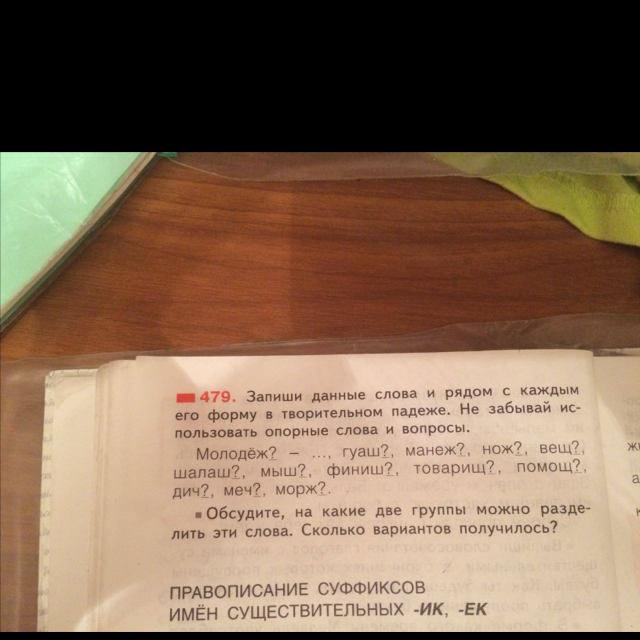 479. Запиши данные слова и рядом с каждым
его форму в творительном падеже. Не забывай ис-
пользовать опорные слова и вопросы.
Молодёж? – ..., гуаш?, манеж?, нож?, вещ?,
шалаш?, мыш?, финиш?, товарищ?, помощ?,
дич?, меч?, морж?.
▪ Обсудите, на какие две группы можно разде-
лить эти слова. Сколько вариантов получилось?
ПРАВОПИСАНИЕ СУФФИКСОВ
ИМЁН СУЩЕСТВИТЕЛЬНЫХ -ИК, -ЕК